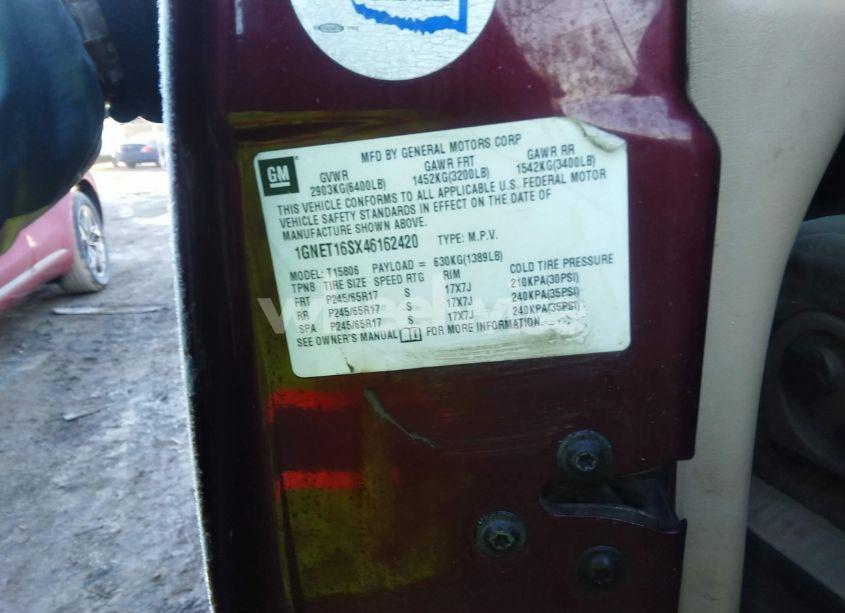 MFD BY GENERAL MOTORS CORP
GM
GVWR GAWR FRT GAWR RR
2903KG(6400LB) 1452KG(3200LB) 1542KG(3400LB)
THIS VEHICLE CONFORMS TO ALL APPLICABLE U.S. FEDERAL MOTOR
VEHICLE SAFETY STANDARDS IN EFFECT ON THE DATE OF
MANUFACTURE SHOWN ABOVE.
1GNET16SX46162420 TYPE: M.P.V.
MODEL: T15806 PAYLOAD = 630KG(1389LB)
TPNB TIRE SIZE SPEED RTG RIM COLD TIRE PRESSURE
FRT P245/65R17 S 17X7J 210KPA(30PSI)
RR P245/65R17 S 17X7J 240KPA(35PSI)
SPA P245/65R17 S 17X7J 240KPA(35PSI)
SEE OWNER'S MANUAL FOR MORE INFORMATION.